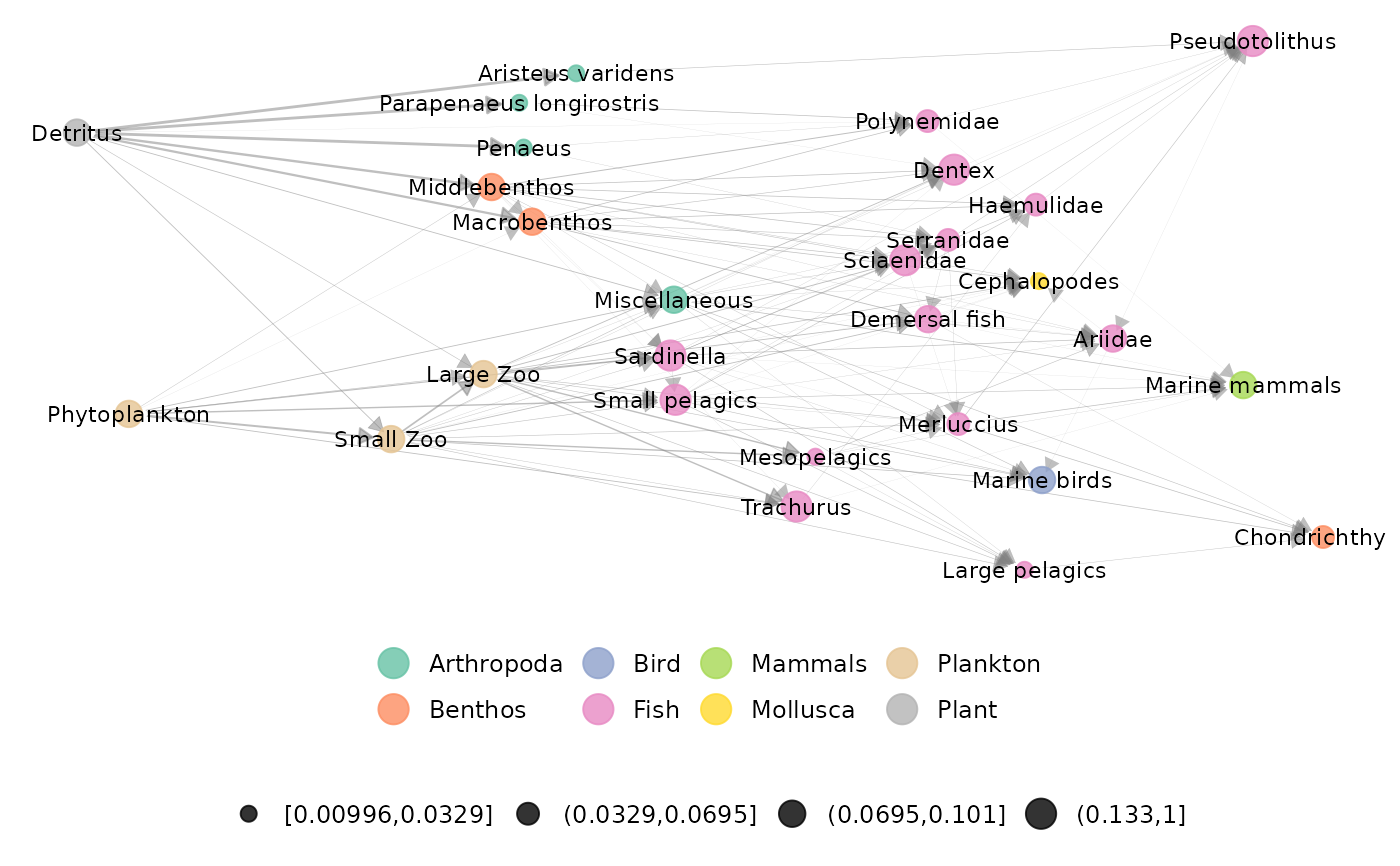 Pseudotolithus
Aristeus varidens
Parapenaeus longirostris
Polynemidae
Detritus
Penaeus
Dentex
Middlebenthos
Haemulidae
Macrobenthos
Serranidae
Sciaenidae
Cephalopodes
Miscellaneous
Demersal fish
Ariidae
Sardinella
Large Zoo
Marine mammals
Small pelagics
Phytoplankton
Merluccius
Small Zoo
Mesopelagics
Marine birds
Trachurus
Chondrichthy
Large pelagics
Arthropoda Bird Mammals Plankton
Benthos Fish Mollusca Plant
[0.00996,0.0329] (0.0329,0.0695] (0.0695,0.101] (0.133,1]